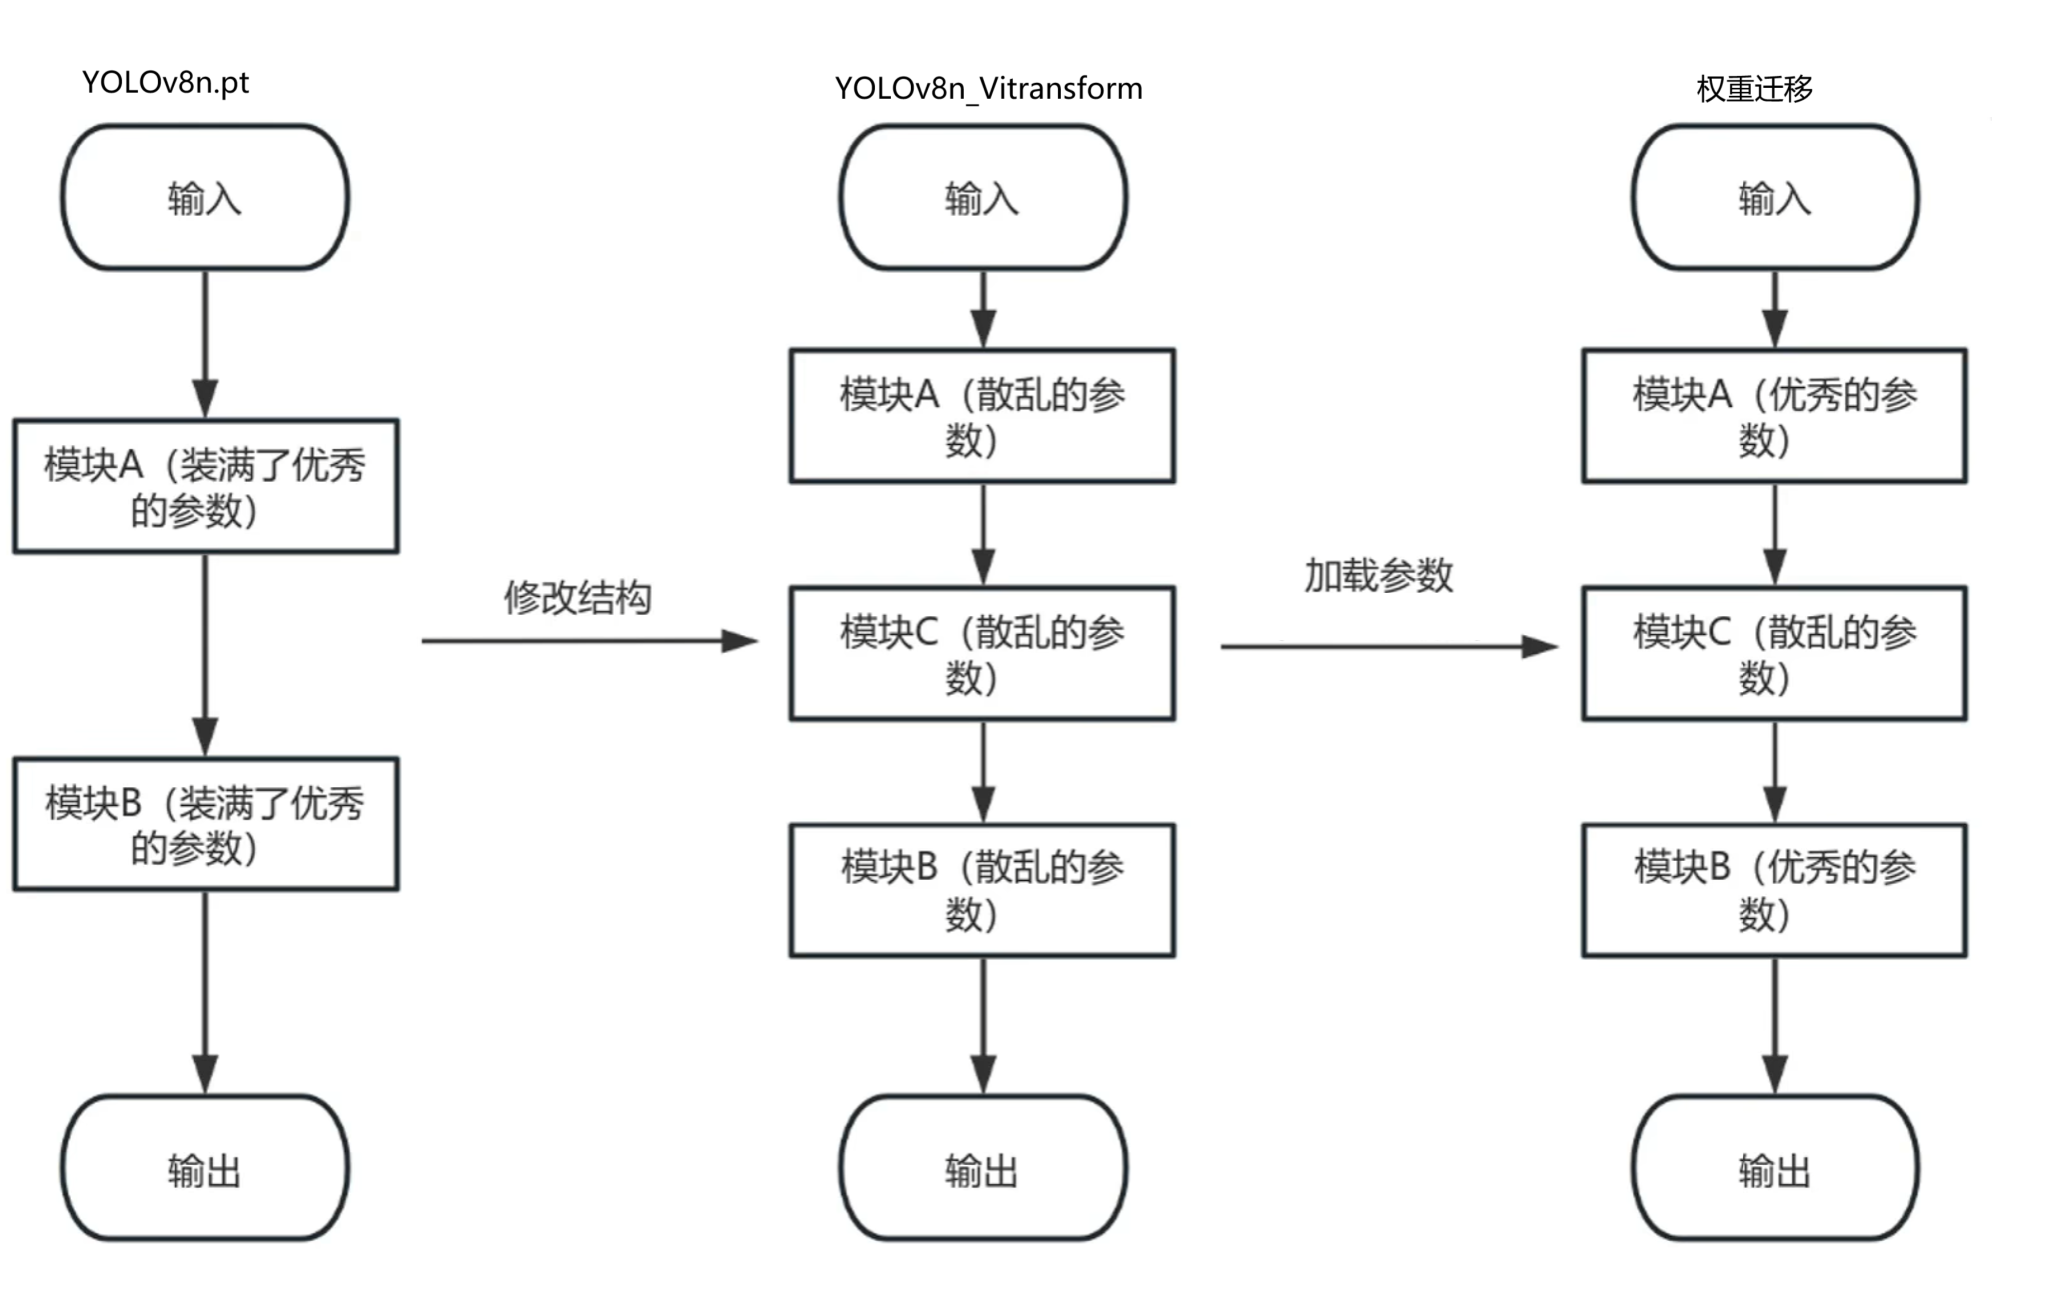 YOLOv8n.pt
输入
模块A（装满了优秀
的参数）
模块B（装满了优秀
的参数）
输出
修改结构
YOLOv8n_Vitransform
输入
模块A（散乱的参
数）
模块C（散乱的参
数）
模块B（散乱的参
数）
输出
加载参数
权重迁移
输入
模块A（优秀的参
数）
模块C（散乱的参
数）
模块B（优秀的参
数）
输出